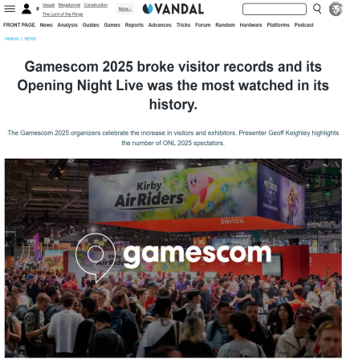 Vessel Megatunnel Construction
The Lord of the Rings
More ↓
VANDAL
FRONT PAGE News Analysis Guides Games Reports Advances Tricks Forum Random Hardware Platforms Podcast
VANDAL / NEWS
Gamescom 2025 broke visitor records and its
Opening Night Live was the most watched in its
history.
The Gamescom 2025 organizers celebrate the increase in visitors and exhibitors. Presenter Geoff Keighley highlights
the number of ONL 2025 spectators.
Kirby
Air Riders
SWITCH
gamescom